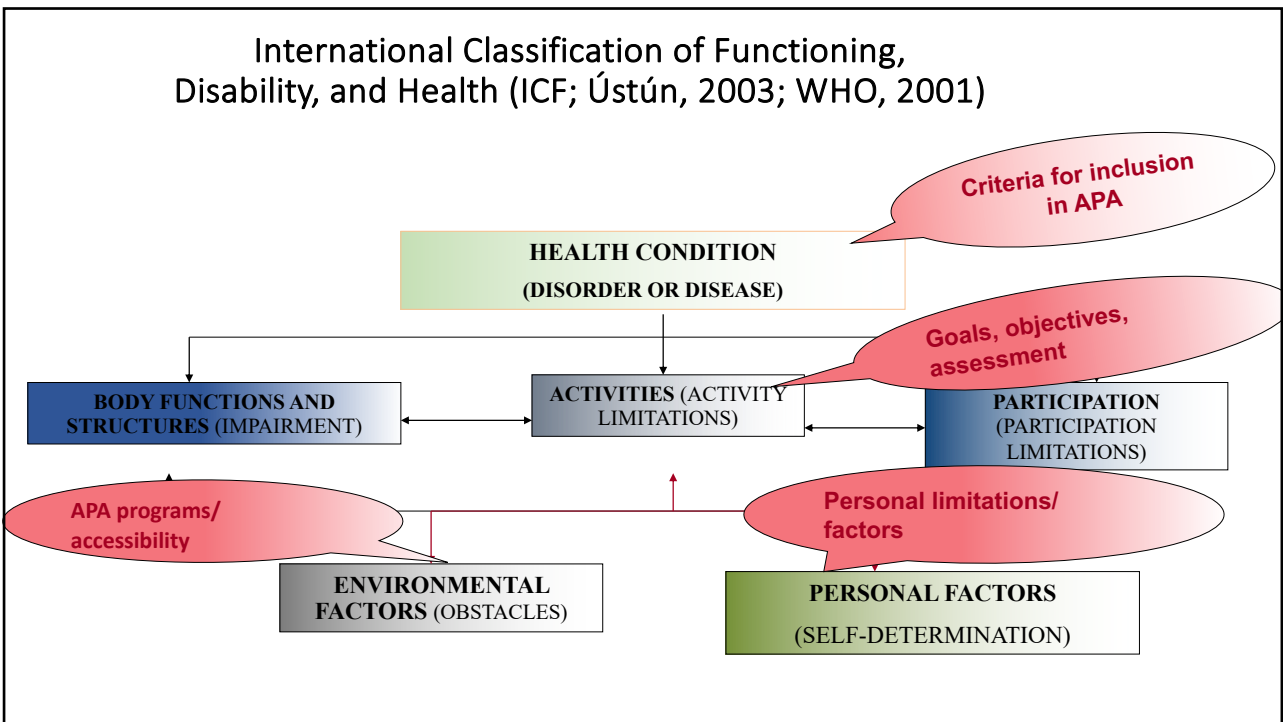 International Classification of Functioning,
Disability, and Health (ICF; Ústún, 2003; WHO, 2001)
Criteria for inclusion
in APA
HEALTH CONDITION
(DISORDER OR DISEASE)
Goals, objectives,
assessment
BODY FUNCTIONS AND
STRUCTURES (IMPAIRMENT)
ACTIVITIES (ACTIVITY
LIMITATIONS)
PARTICIPATION
(PARTICIPATION
LIMITATIONS)
APA programs/
accessibility
Personal limitations/
factors
ENVIRONMENTAL
FACTORS (OBSTACLES)
PERSONAL FACTORS
(SELF-DETERMINATION)